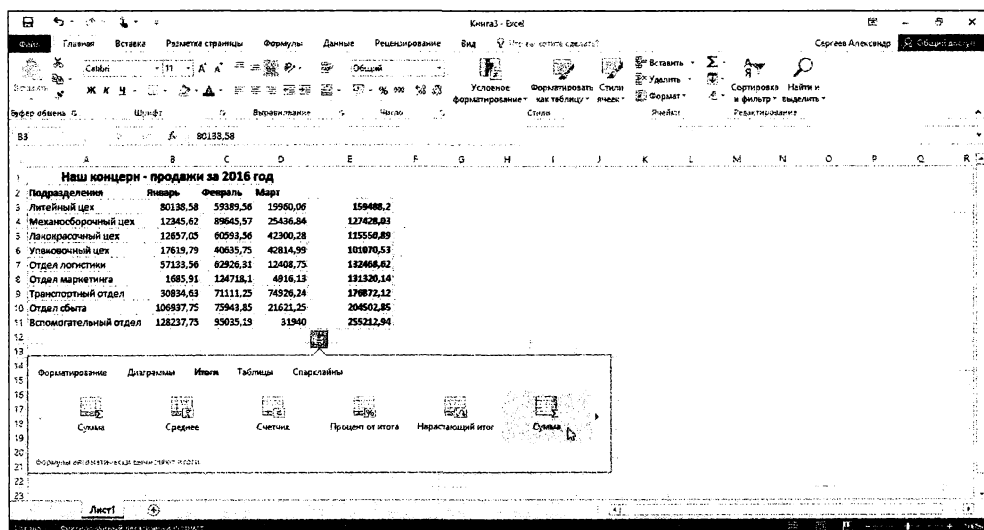 Книга3 - Excel
Файл Главная Вставка Разметка страницы Формулы Данные Рецензирование Вид Сергеев Александр Общий доступ
Calibri 11 Общий
Ж К Ч
Условное форматирование
Форматировать как таблицу
Стили ячеек
Вставить
Удалить
Формат
Сортировка и фильтр
Найти и выделить
Буфер обмена Шрифт Выравнивание Число Стили Ячейки Редактирование
B3 fx 80138,58
A B C D E F G H I J K L M N O P Q R
1 Наш концерн - продажи за 2016 год
2 Подразделения Январь Февраль Март
3 Литейный цех 80138,58 59389,56 19960,06 159488,2
4 Механосборочный цех 12345,62 89645,57 25436,84 127428,03
5 Лакокрасочный цех 12657,05 60593,56 42300,28 115550,89
6 Упаковочный цех 17619,79 40635,75 42814,99 101070,53
7 Отдел логистики 57133,56 62926,31 12408,75 132468,62
8 Отдел маркетинга 1685,91 124718,1 4916,13 131320,14
9 Транспортный отдел 30834,63 71111,25 74926,24 176872,12
10 Отдел сбыта 106937,75 75943,85 21621,25 204502,85
11 Вспомогательный отдел 128237,75 95035,19 31940 255212,94
12
13
14
15
16
17
18
19
20
21
22
23
Форматирование Диаграммы Итоги Таблицы Спарклайны
Сумма Среднее Счетчик Процент от итога Нарастающий итог Сумма
Формулы автоматически вычисляют итоги.
Лист1